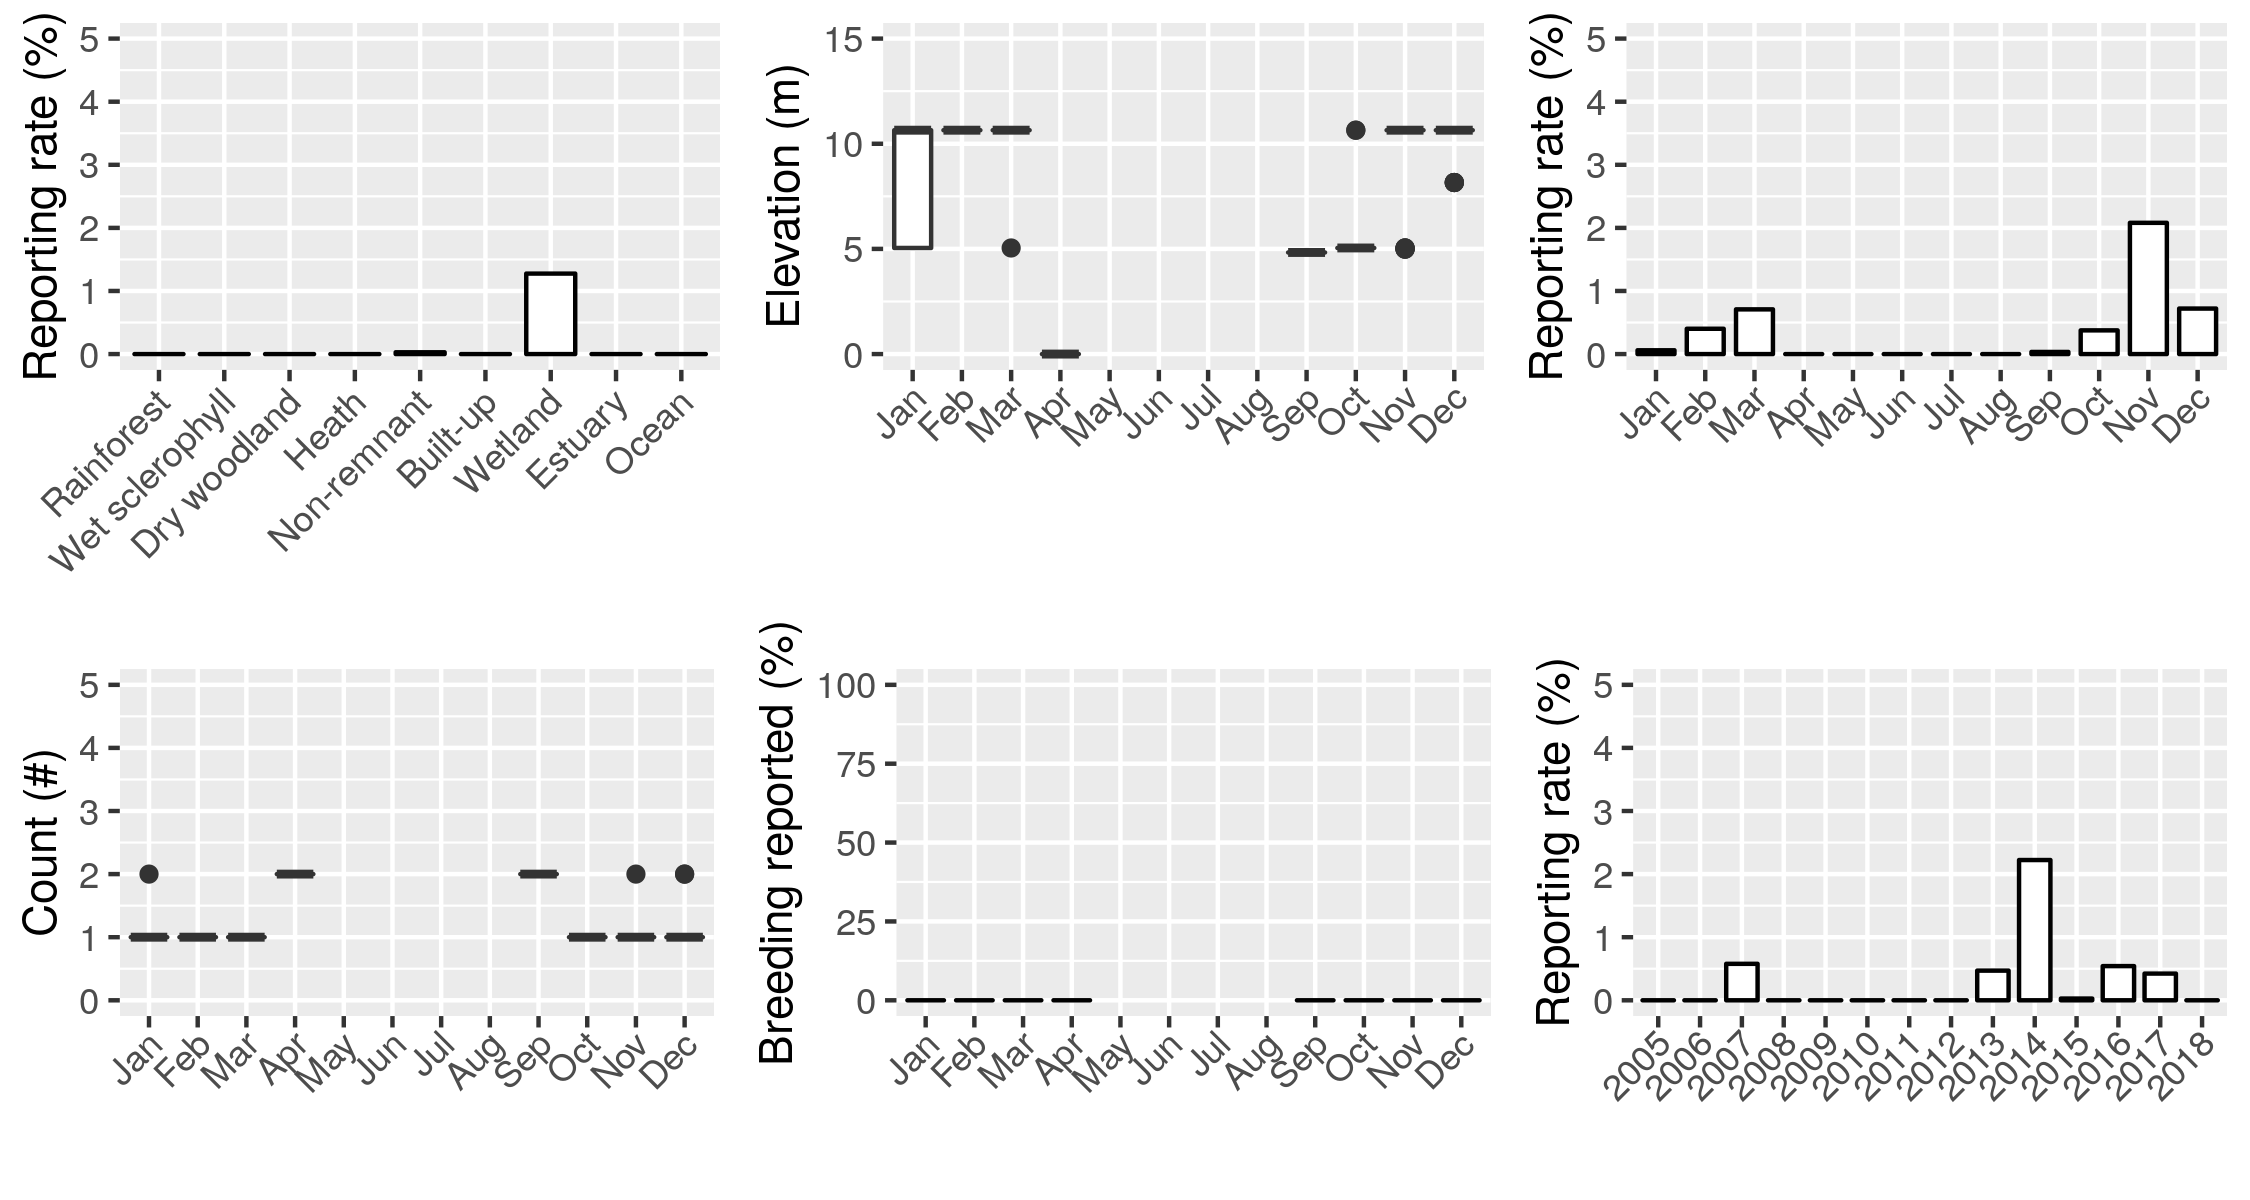 Reporting rate (%)
5
4
3
2
1
0
Rainforest
Wet sclerophyll
Dry woodland
Heath
Non-remnant
Built-up
Wetland
Estuary
Ocean
Elevation (m)
15
10
5
0
Jan
Feb
Mar
Apr
May
Jun
Jul
Aug
Sep
Oct
Nov
Dec
Reporting rate (%)
5
4
3
2
1
0
Jan
Feb
Mar
Apr
May
Jun
Jul
Aug
Sep
Oct
Nov
Dec
Count (#)
5
4
3
2
1
0
Jan
Feb
Mar
Apr
May
Jun
Jul
Aug
Sep
Oct
Nov
Dec
Breeding reported (%)
100
75
50
25
0
Jan
Feb
Mar
Apr
May
Jun
Jul
Aug
Sep
Oct
Nov
Dec
Reporting rate (%)
5
4
3
2
1
0
2005
2006
2007
2008
2009
2010
2011
2012
2013
2014
2015
2016
2017
2018